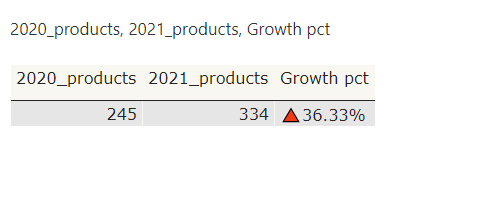 2020_products, 2021_products, Growth pct
2020_products 2021_products Growth pct
245 334 36.33%